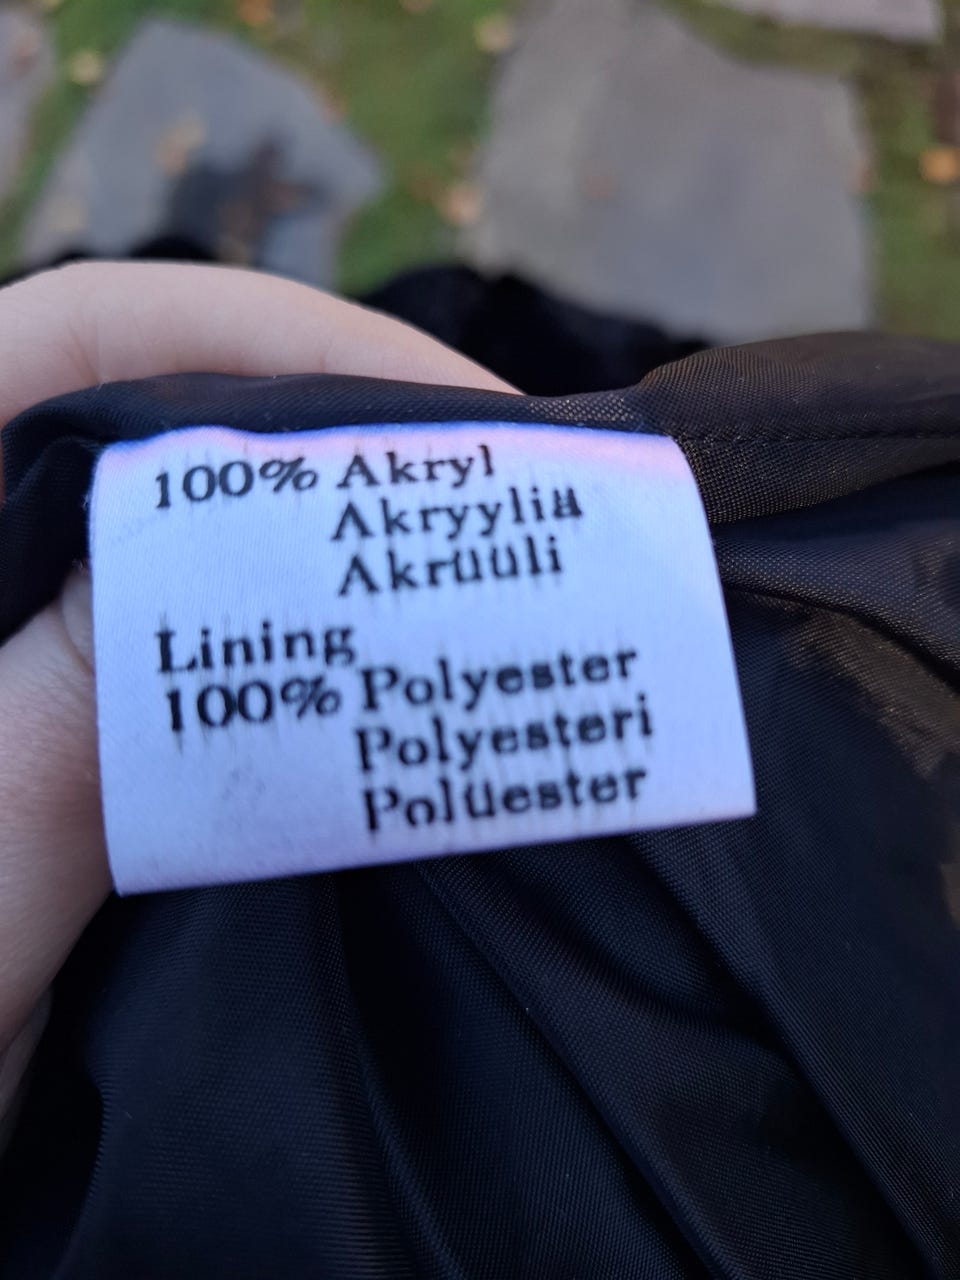 100% Akryl
Akryyliä
Akrüüli
Lining
100% Polyester
Polyesteri
Polüester